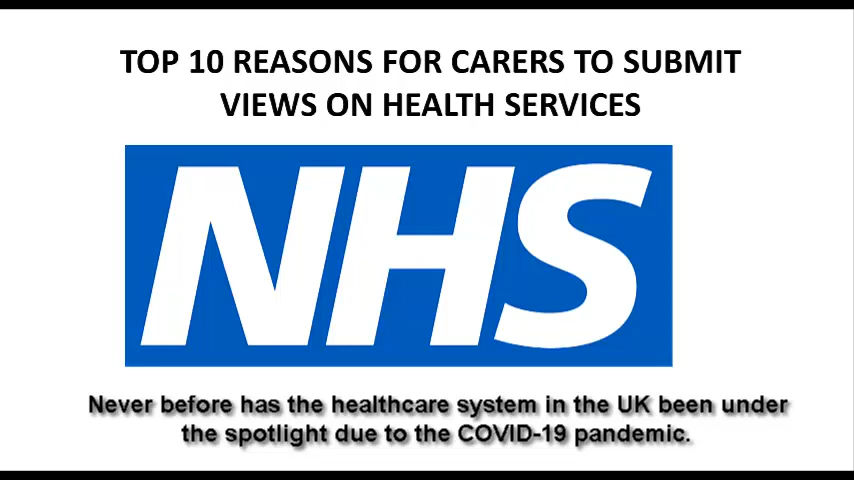 TOP 10 REASONS FOR CARERS TO SUBMIT
VIEWS ON HEALTH SERVICES
NHS
Never before has the healthcare system in the UK been under
the spotlight due to the COVID-19 pandemic.